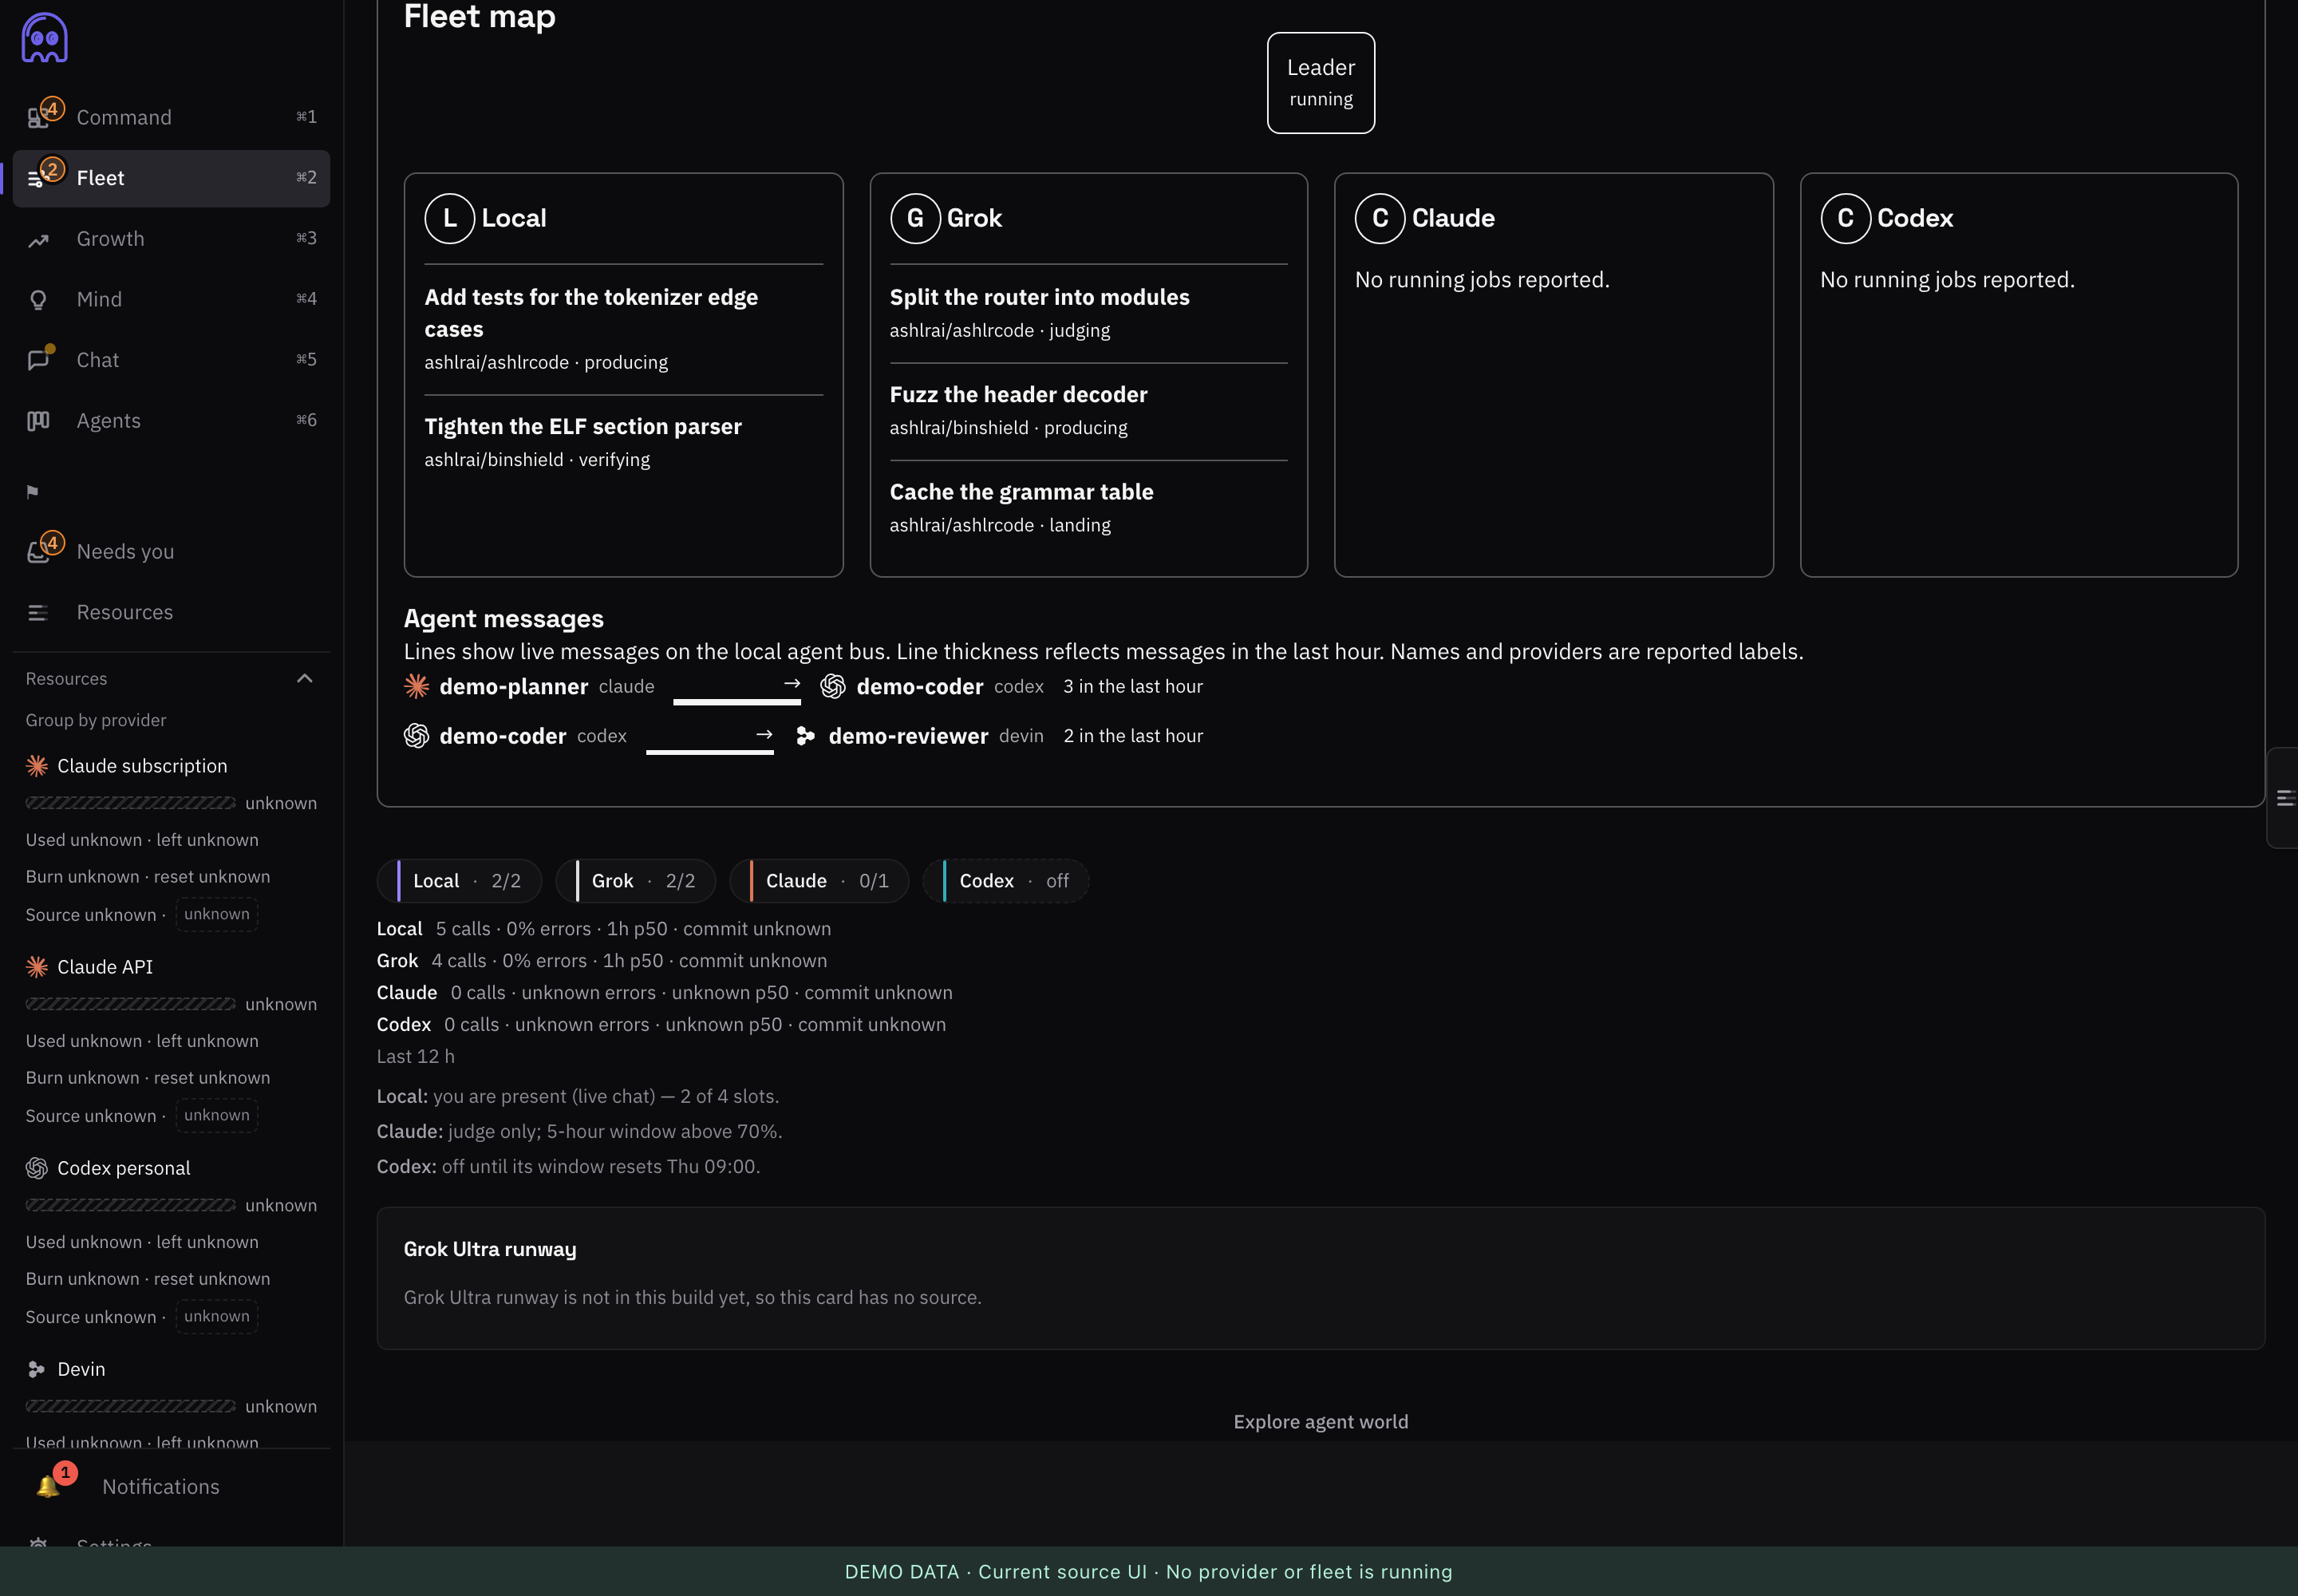 4
Command ⌘1
2
Fleet ⌘2
Growth ⌘3
Mind ⌘4
Chat ⌘5
Agents ⌘6
4
Needs you
Resources
Resources
Group by provider
Claude subscription
unknown
Used unknown · left unknown
Burn unknown · reset unknown
Source unknown · unknown
Claude API
unknown
Used unknown · left unknown
Burn unknown · reset unknown
Source unknown · unknown
Codex personal
unknown
Used unknown · left unknown
Burn unknown · reset unknown
Source unknown · unknown
Devin
unknown
Used unknown · left unknown
1
Notifications
Settings
Fleet map
Leader
running
L Local
Add tests for the tokenizer edge
cases
ashlrai/ashlrcode · producing
Tighten the ELF section parser
ashlrai/binshield · verifying
G Grok
Split the router into modules
ashlrai/ashlrcode · judging
Fuzz the header decoder
ashlrai/binshield · producing
Cache the grammar table
ashlrai/ashlrcode · landing
C Claude
No running jobs reported.
C Codex
No running jobs reported.
Agent messages
Lines show live messages on the local agent bus. Line thickness reflects messages in the last hour. Names and providers are reported labels.
demo-planner claude → demo-coder codex 3 in the last hour
demo-coder codex → demo-reviewer devin 2 in the last hour
Local · 2/2
Grok · 2/2
Claude · 0/1
Codex · off
Local 5 calls · 0% errors · 1h p50 · commit unknown
Grok 4 calls · 0% errors · 1h p50 · commit unknown
Claude 0 calls · unknown errors · unknown p50 · commit unknown
Codex 0 calls · unknown errors · unknown p50 · commit unknown
Last 12 h
Local: you are present (live chat) — 2 of 4 slots.
Claude: judge only; 5-hour window above 70%.
Codex: off until its window resets Thu 09:00.
Grok Ultra runway
Grok Ultra runway is not in this build yet, so this card has no source.
Explore agent world
DEMO DATA · Current source UI · No provider or fleet is running